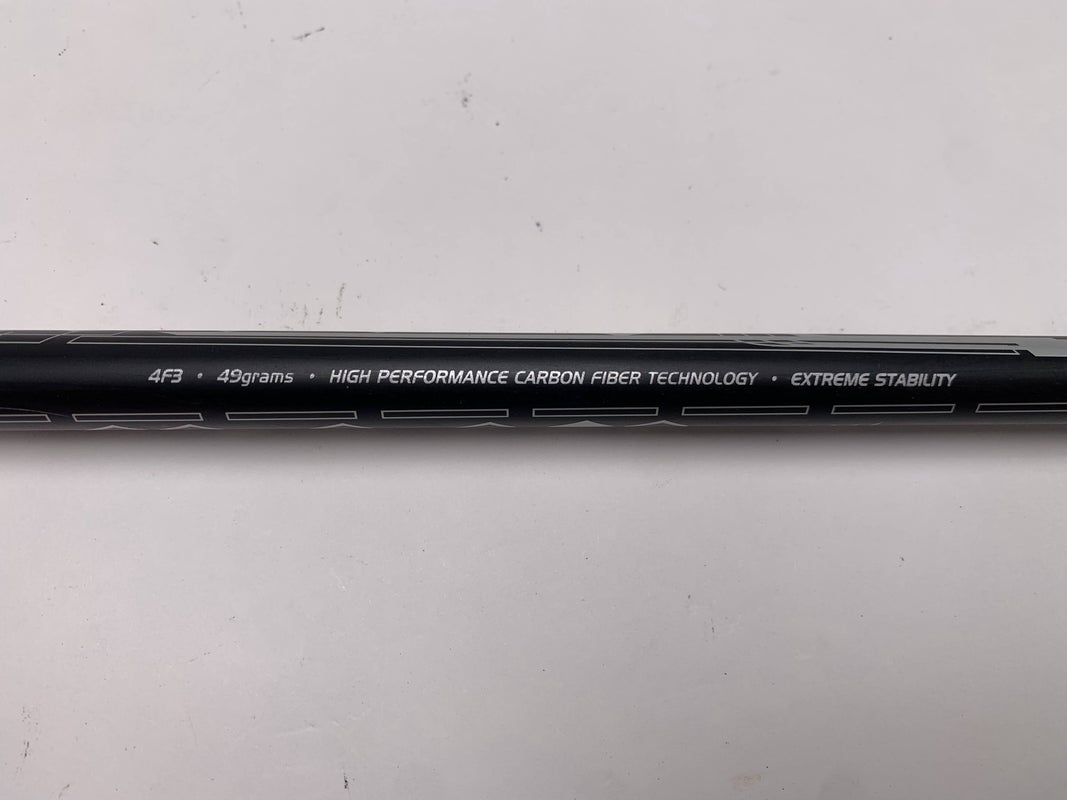 4F3 • 49grams • HIGH PERFORMANCE CARBON FIBER TECHNOLOGY • EXTREME STABILITY